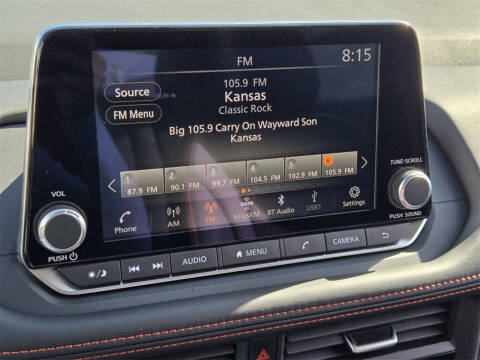 FM 8:15
105.9 FM
Source
Kansas
Classic Rock
FM Menu
Big 105.9 Carry On Wayward Son
Kansas
1 2 3 4 5 6
87.9 FM 90.1 FM 99.7 FM 104.5 FM 102.9 FM 105.9 FM
Phone AM FM SiriusXM BT Audio USB1 Settings
VOL
PUSH
TUNE·SCROLL
PUSH SOUND
AUDIO MENU CAMERA